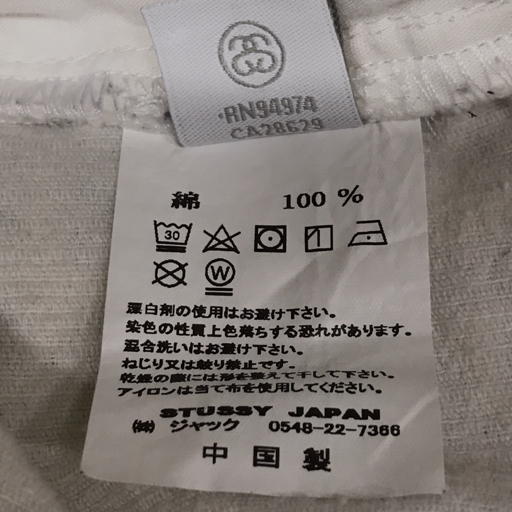 ·RN94974
CA28629
綿 100 %
30
W
漂白剤の使用はお避け下さい。
染色の性質上色落ちする恐れがあります。
混合洗いはお避け下さい。
ねじり又は絞り禁止です。
乾燥の際には形を整えて干して下さい。
アイロンは当て布を使用してください。
STUSSY JAPAN
㈱ ジャック 0548-22-7366
中国製